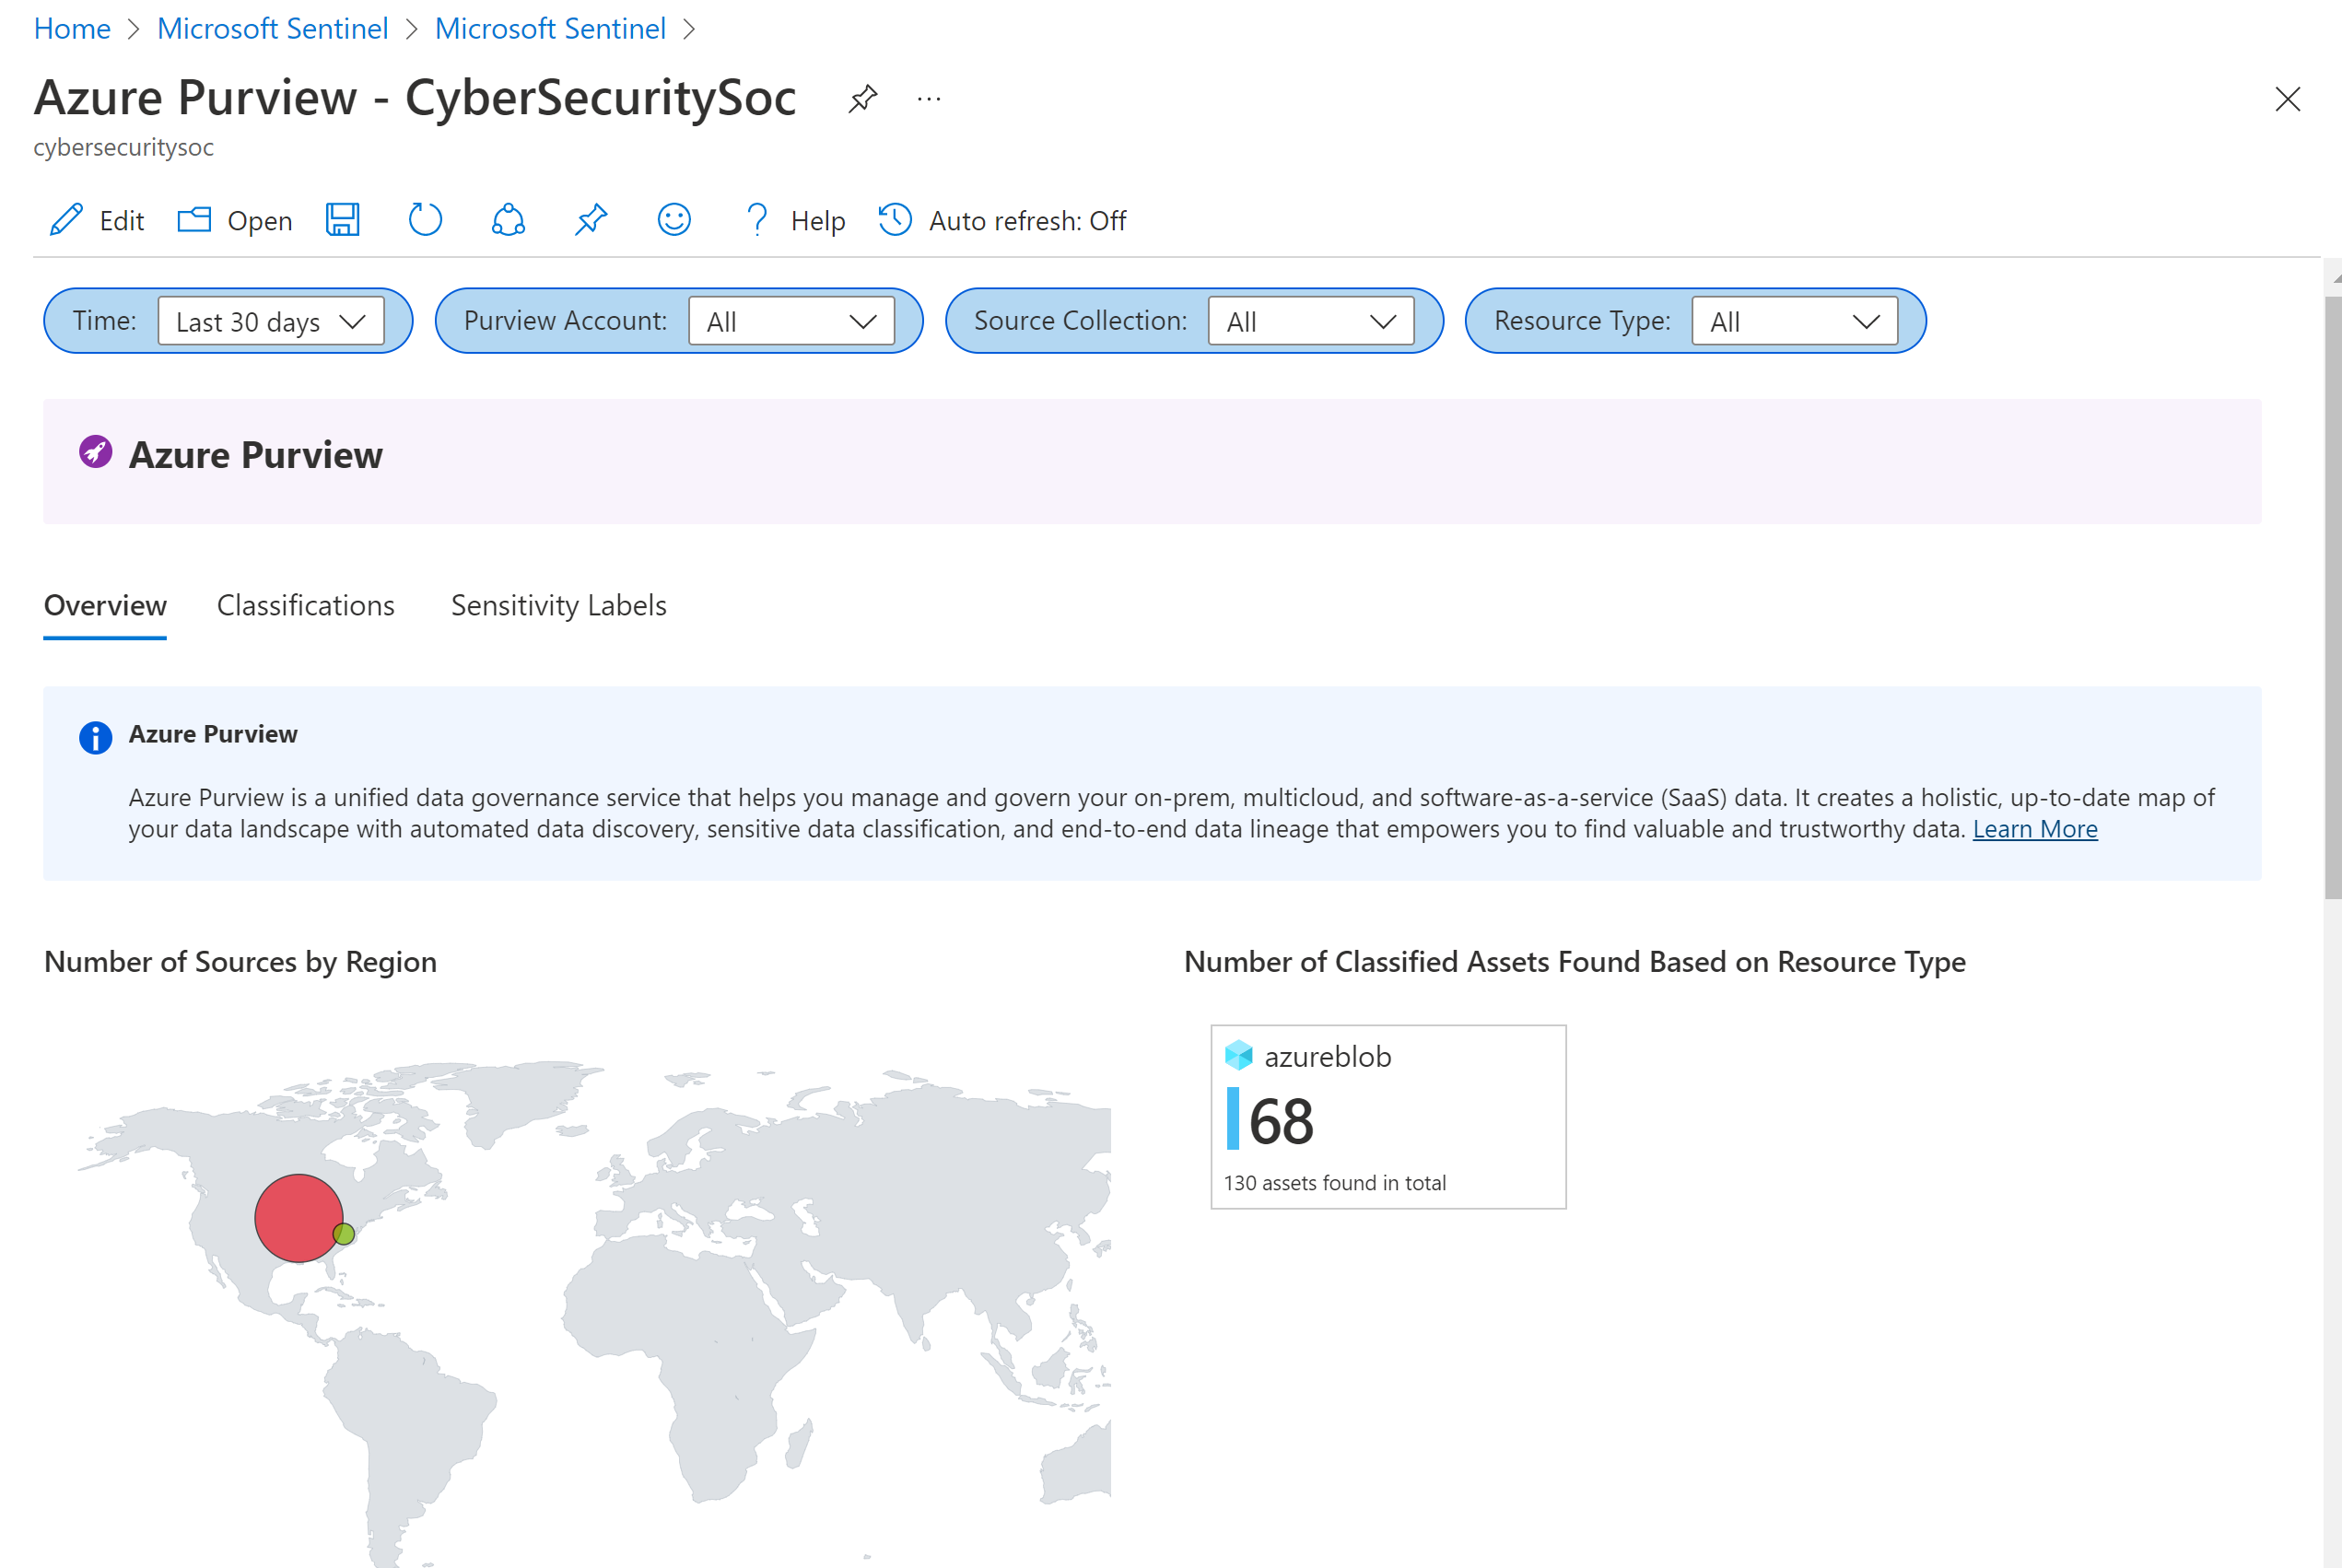 Home > Microsoft Sentinel > Microsoft Sentinel >
Azure Purview - CyberSecuritySoc ...
cybersecuritysoc
Edit Open Help Auto refresh: Off
Time: Last 30 days Purview Account: All Source Collection: All Resource Type: All
Azure Purview
Overview Classifications Sensitivity Labels
Azure Purview
Azure Purview is a unified data governance service that helps you manage and govern your on-prem, multicloud, and software-as-a-service (SaaS) data. It creates a holistic, up-to-date map of
your data landscape with automated data discovery, sensitive data classification, and end-to-end data lineage that empowers you to find valuable and trustworthy data. Learn More
Number of Sources by Region
Number of Classified Assets Found Based on Resource Type
azureblob
68
130 assets found in total